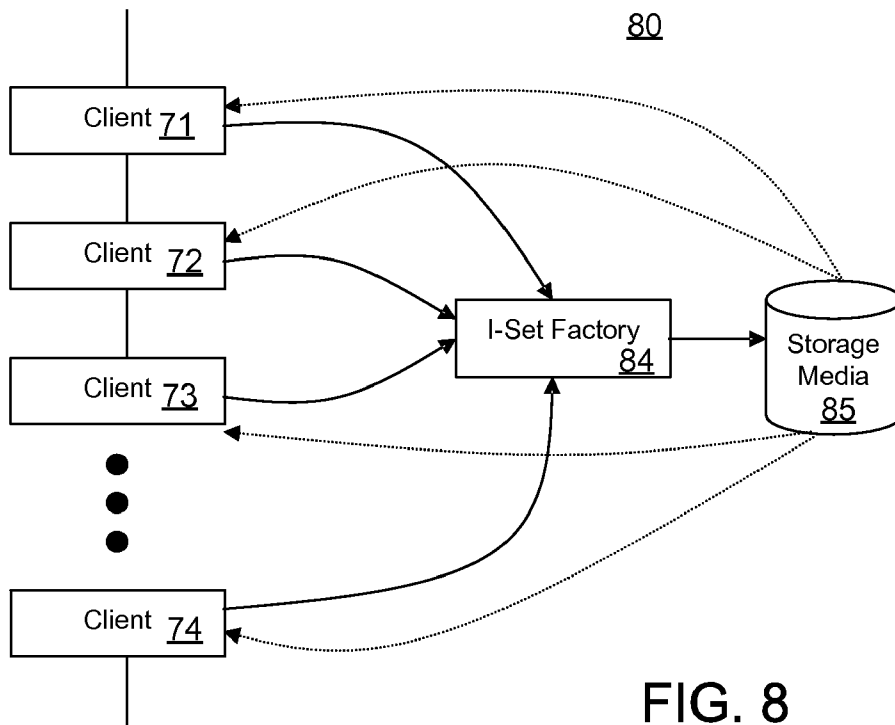 80
Client 71
Client 72
I-Set Factory
84
Storage
Media
85
Client 73
Client 74
FIG. 8